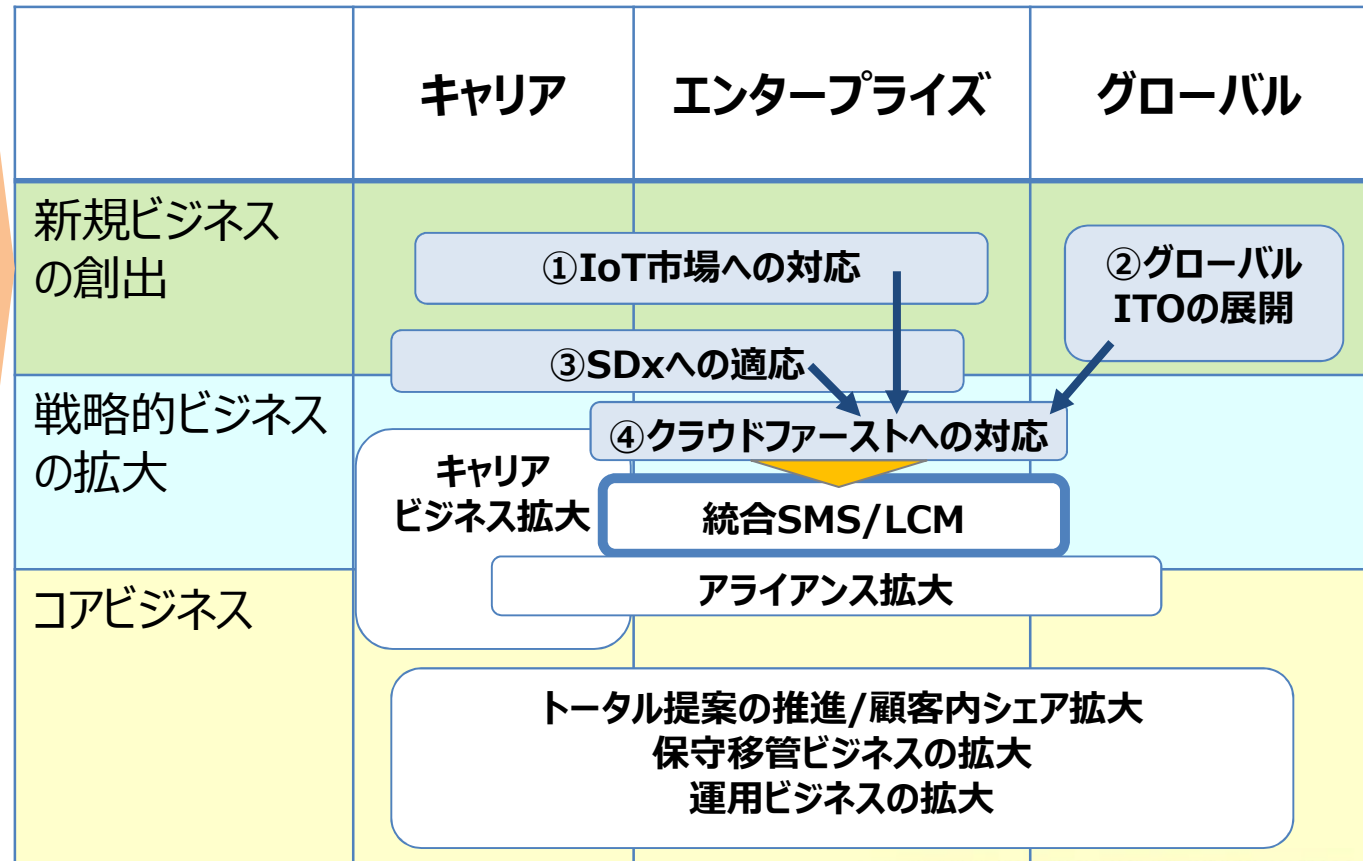 キャリア
エンタープライズ
グローバル
新規ビジネス
の創出
①IoT市場への対応
②グローバル
ITOの展開
③SDxへの適応
戦略的ビジネス
の拡大
④クラウドファーストへの対応
キャリア
ビジネス拡大
統合SMS/LCM
アライアンス拡大
コアビジネス
トータル提案の推進/顧客内シェア拡大
保守移管ビジネスの拡大
運用ビジネスの拡大